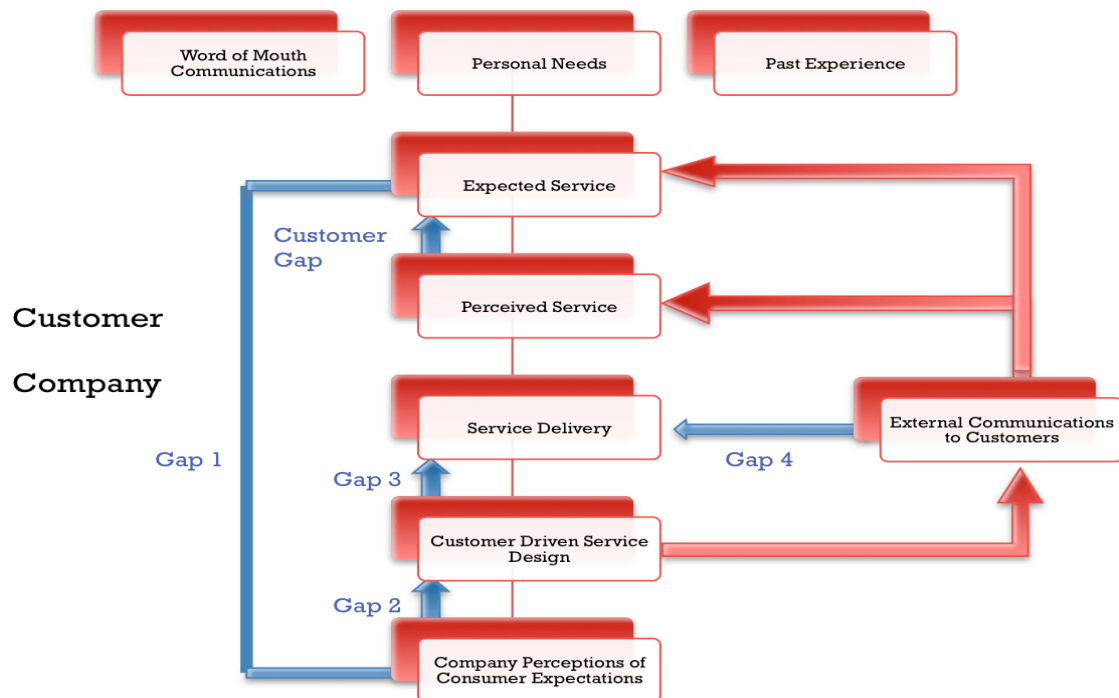 Word of Mouth
Communications
Personal Needs
Past Experience
Expected Service
Customer
Gap
Perceived Service
Customer
Company
Service Delivery
External Communications
to Customers
Gap 1
Gap 3
Gap 4
Customer Driven Service
Design
Gap 2
Company Perceptions of
Consumer Expectations